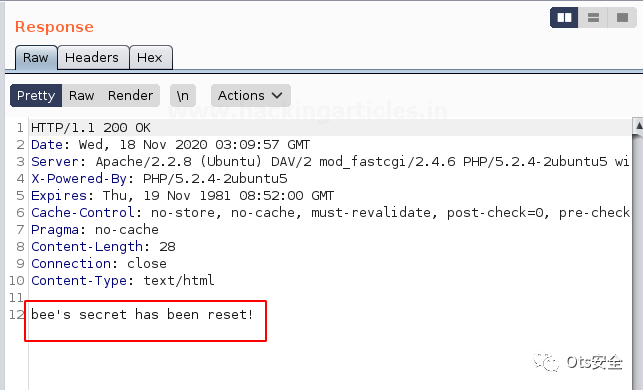 Response
Raw Headers Hex
Pretty Raw Render \n Actions
www.hackingarticles.in
1 HTTP/1.1 200 OK
2 Date: Wed, 18 Nov 2020 03:09:57 GMT
3 Server: Apache/2.2.8 (Ubuntu) DAV/2 mod_fastcgi/2.4.6 PHP/5.2.4-2ubuntu5 wi
4 X-Powered-By: PHP/5.2.4-2ubuntu5
5 Expires: Thu, 19 Nov 1981 08:52:00 GMT
6 Cache-Control: no-store, no-cache, must-revalidate, post-check=0, pre-check
7 Pragma: no-cache
8 Content-Length: 28
9 Connection: close
10 Content-Type: text/html
11
12 bee's secret has been reset!
Ots安全